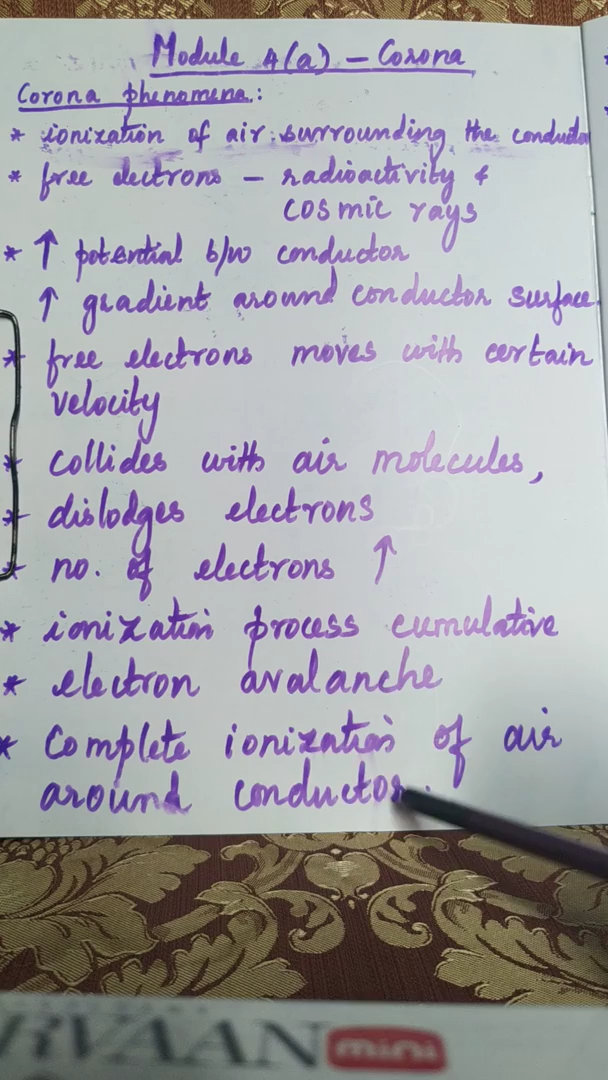 Module 4(a) - Corona
Corona phenomena:
* ionization of air surrounding the conductor
* free electrons - radioactivity &
cosmic rays
* ↑ potential b/w conductor
↑ gradient around conductor surface.
* free electrons moves with certain
velocity
* collides with air molecules,
* dislodges electrons
* no. of electrons ↑
* ionization process cumulative
* electron avalanche
* Complete ionization of air
around conductor.
RVAAN mini